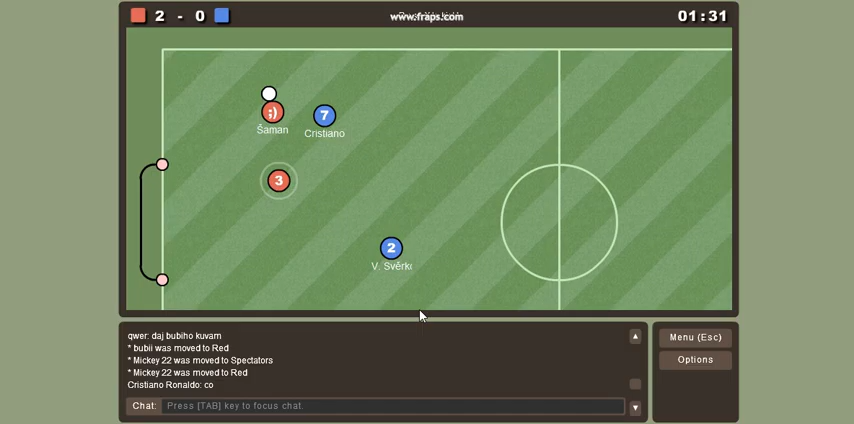 2 - 0
www.fraps.com
01:31
;)
Šaman
7
Cristiano
3
2
V. Svěrk
qwer: daj bubiho kuvam
* bubii was moved to Red
* Mickey 22 was moved to Spectators
* Mickey 22 was moved to Red
Cristiano Ronaldo: co
Chat: Press [TAB] key to focus chat.
Menu (Esc)
Options